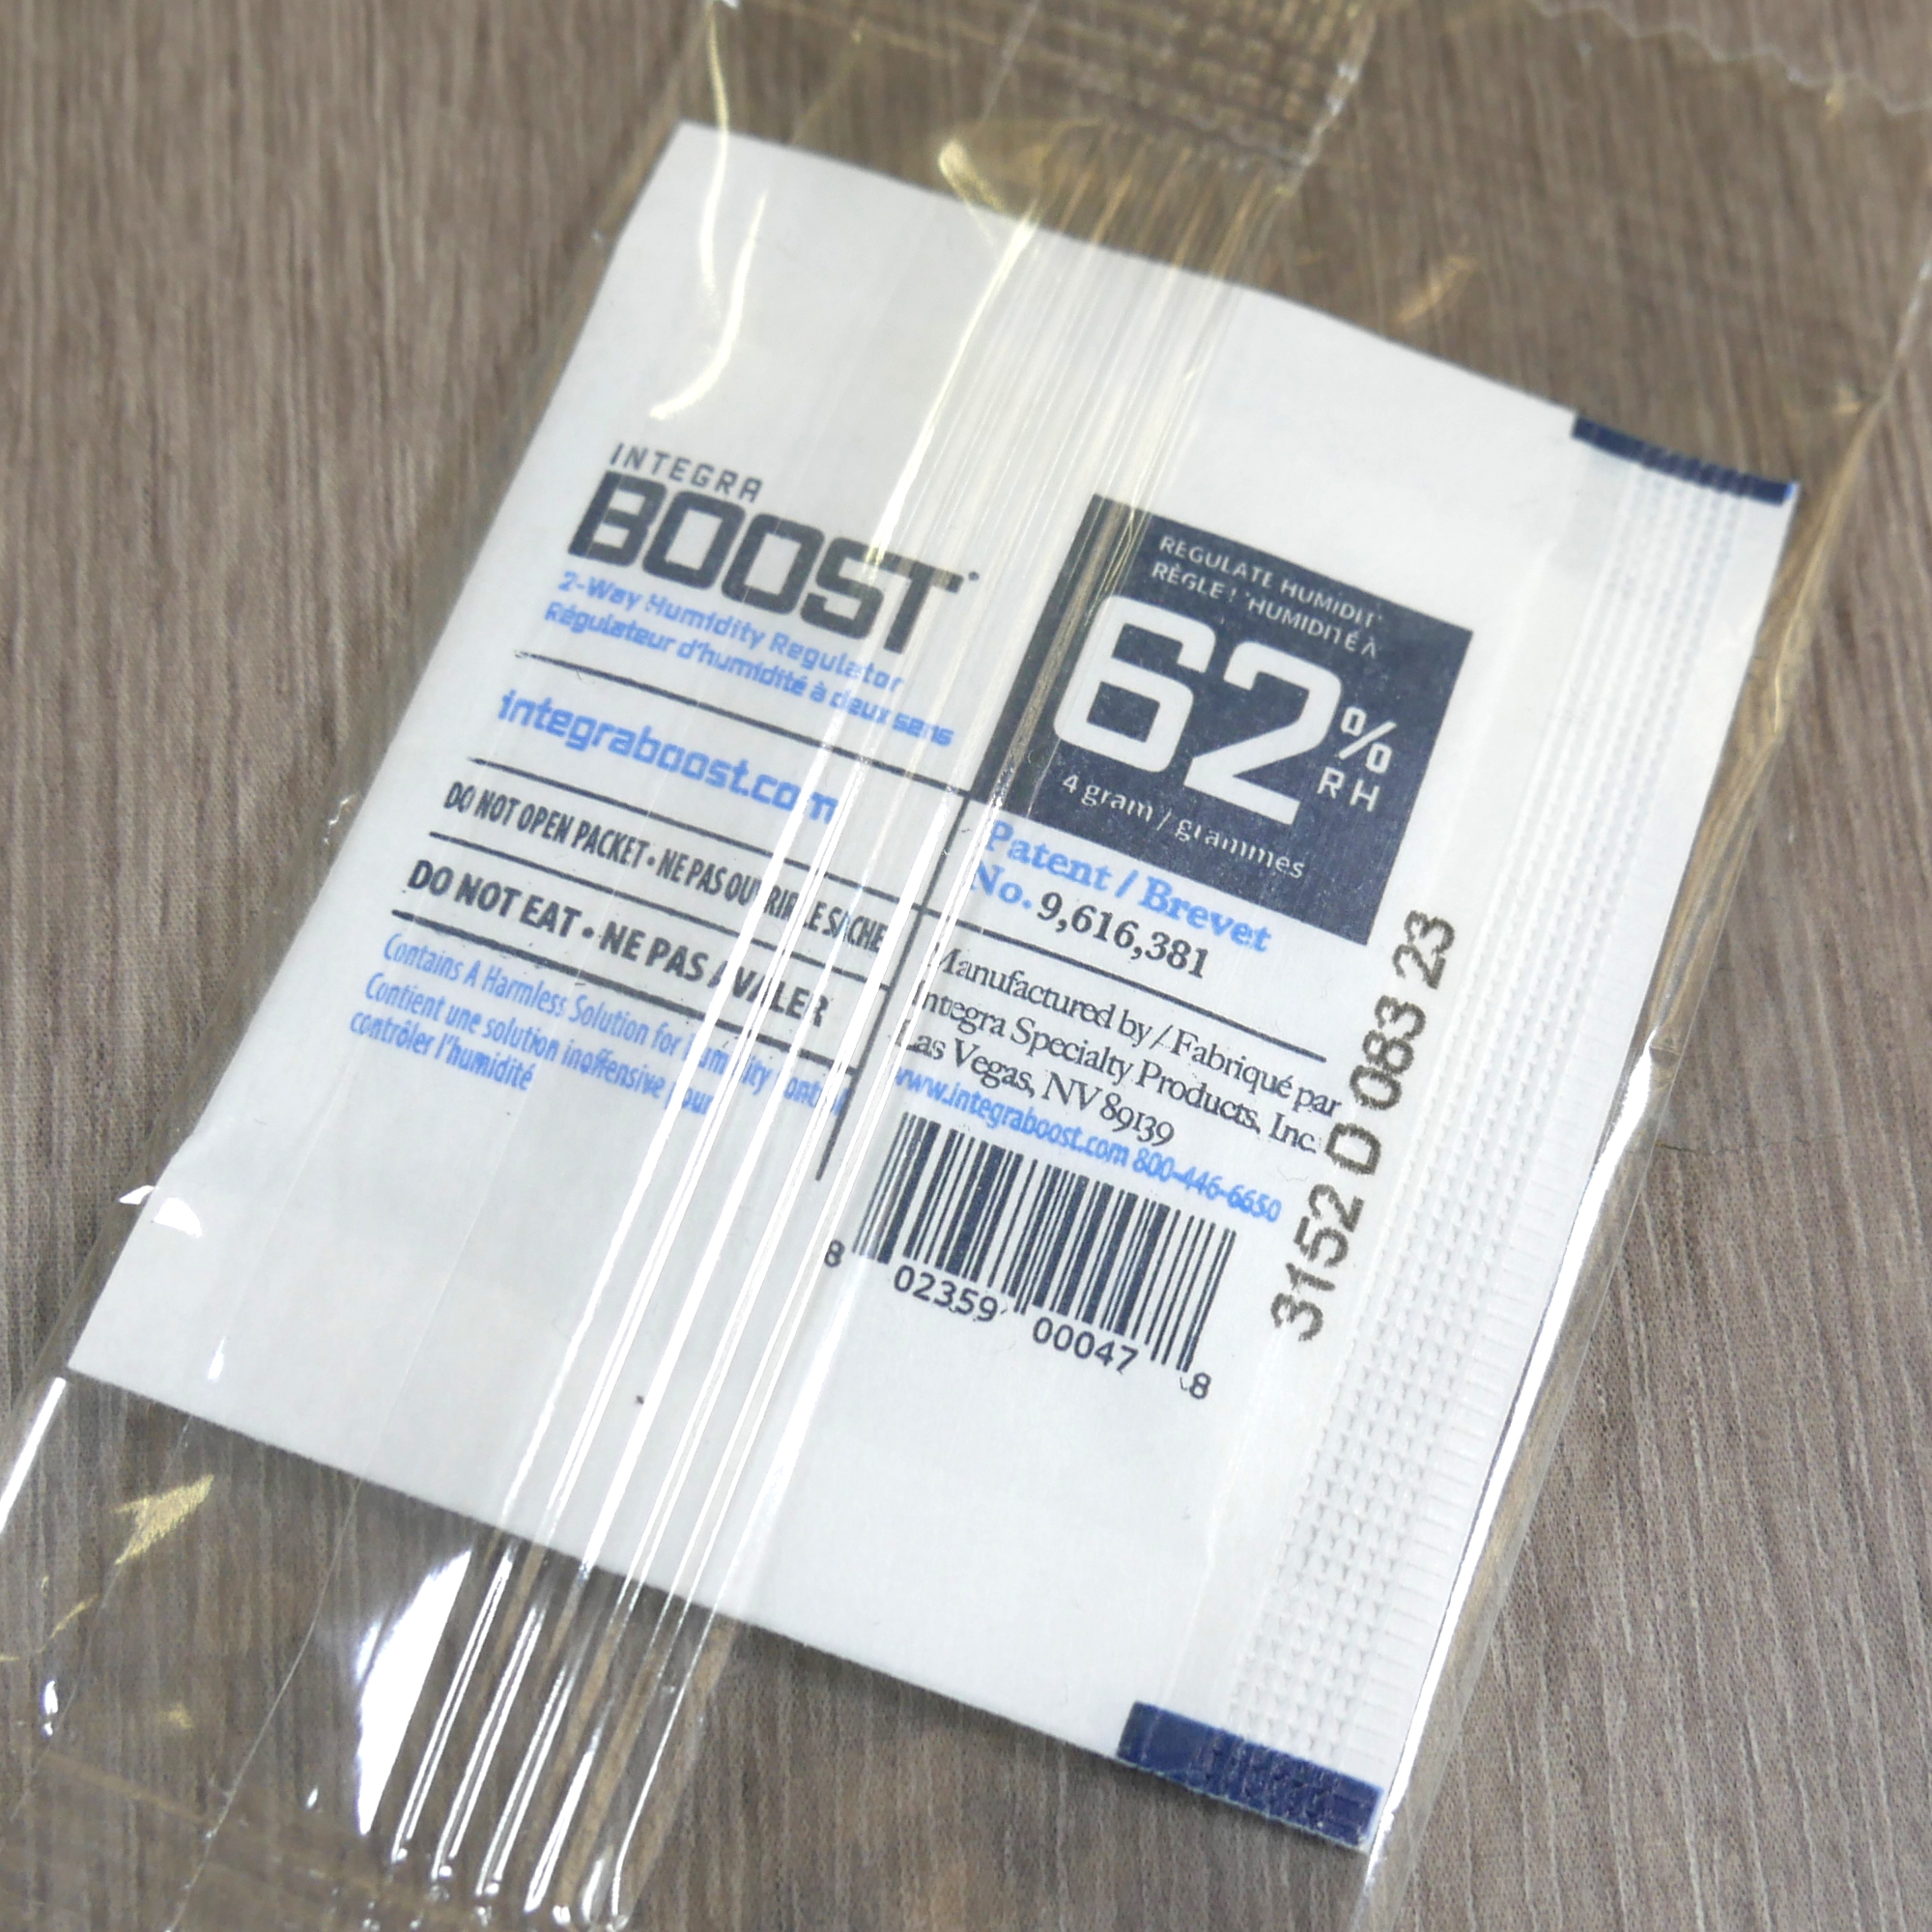 INTEGRA
BOOST
2-Way Humidity Regulator
Régulateur d'humidité à deux sens
integraboost.com
DO NOT OPEN PACKET • NE PAS OUVRIR LE SACHE
DO NOT EAT • NE PAS AVALER
Contains A Harmless Solution for Humidity Control
Contient une solution inoffensive pour
contrôler l'humidité
REGULATE HUMIDIT
RÈGLE L'HUMIDITÉ À
62%
RH
4 gram / grammes
Patent / Brevet
No. 9,616,381
Manufactured by / Fabriqué par
Integra Specialty Products, Inc.
Las Vegas, NV 89139
www.integraboost.com 800-446-6650
8 02359 00047 8
3152 D 083 23